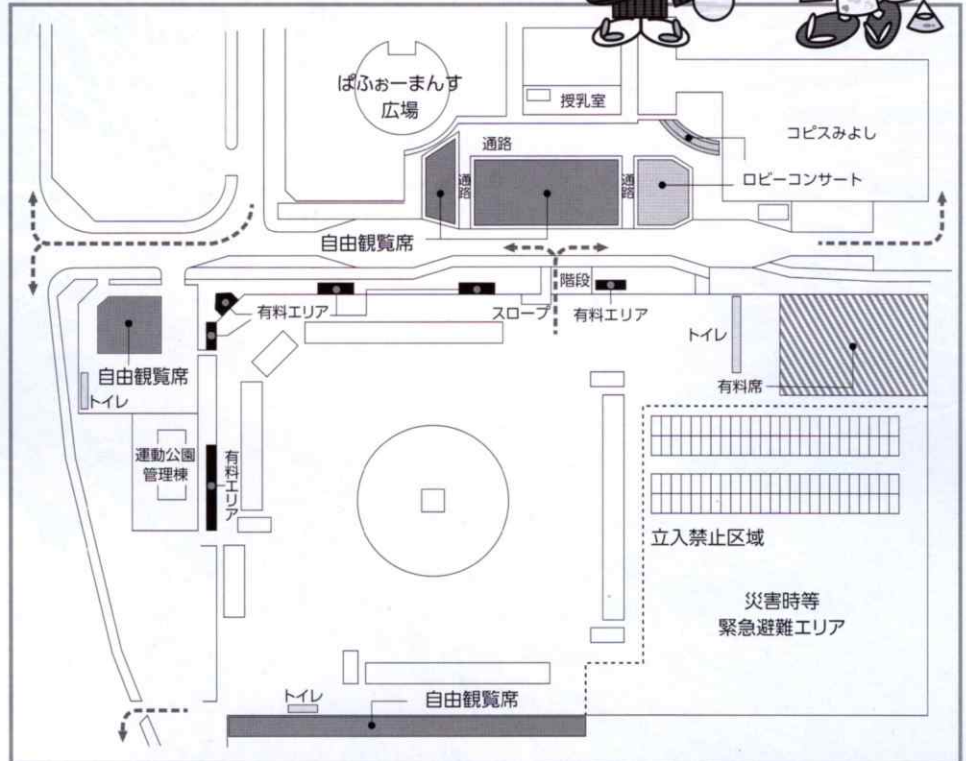 ぱふぉーまんす
広場
授乳室
コピスみよし
通路
通路
通路
ロビーコンサート
自由観覧席
階段
有料エリア
スロープ
有料エリア
トイレ
自由観覧席
有料席
トイレ
運動公園
管理棟
有料エリア
立入禁止区域
災害時等
緊急避難エリア
トイレ
自由観覧席